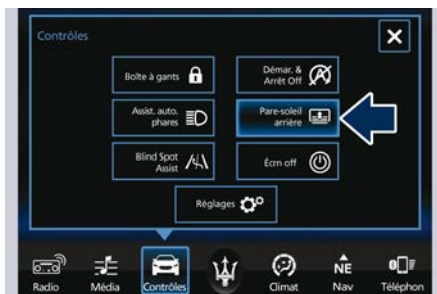 Contrôles
Boîte à gants
Démar. &
Arrêt Off
Assist. auto.
phares
Pare-soleil
arrière
Blind Spot
Assist
Écrn off
Réglages
Radio
Média
Contrôles
Climat
NE
Nav
Téléphon